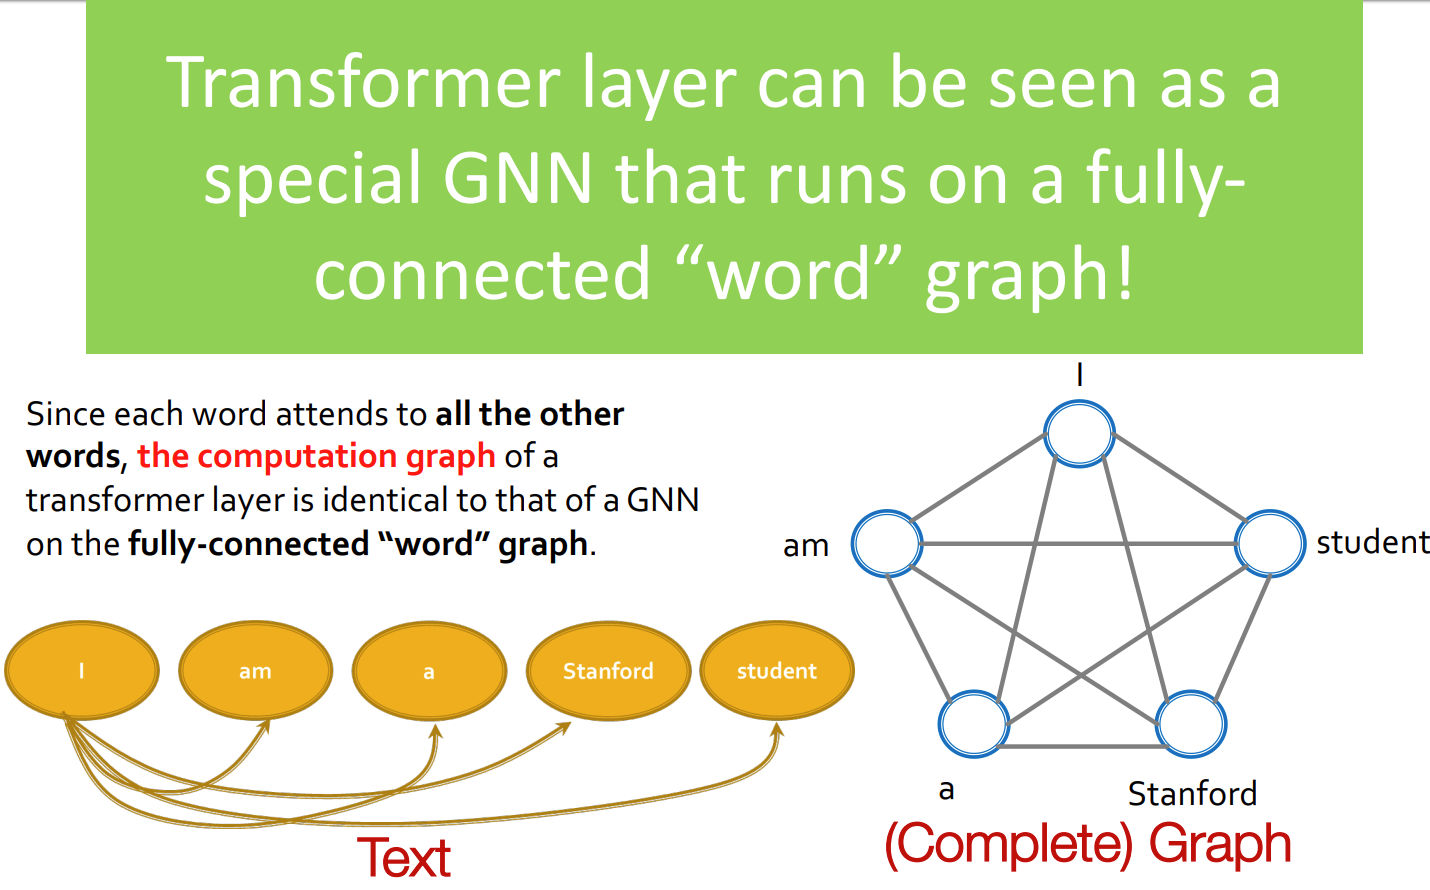 Transformer layer can be seen as a
special GNN that runs on a fully-
connected “word” graph!
Since each word attends to all the other
words, the computation graph of a
transformer layer is identical to that of a GNN
on the fully-connected “word” graph.
I
am
a
Stanford
student
Text
I
am
student
a
Stanford
(Complete) Graph